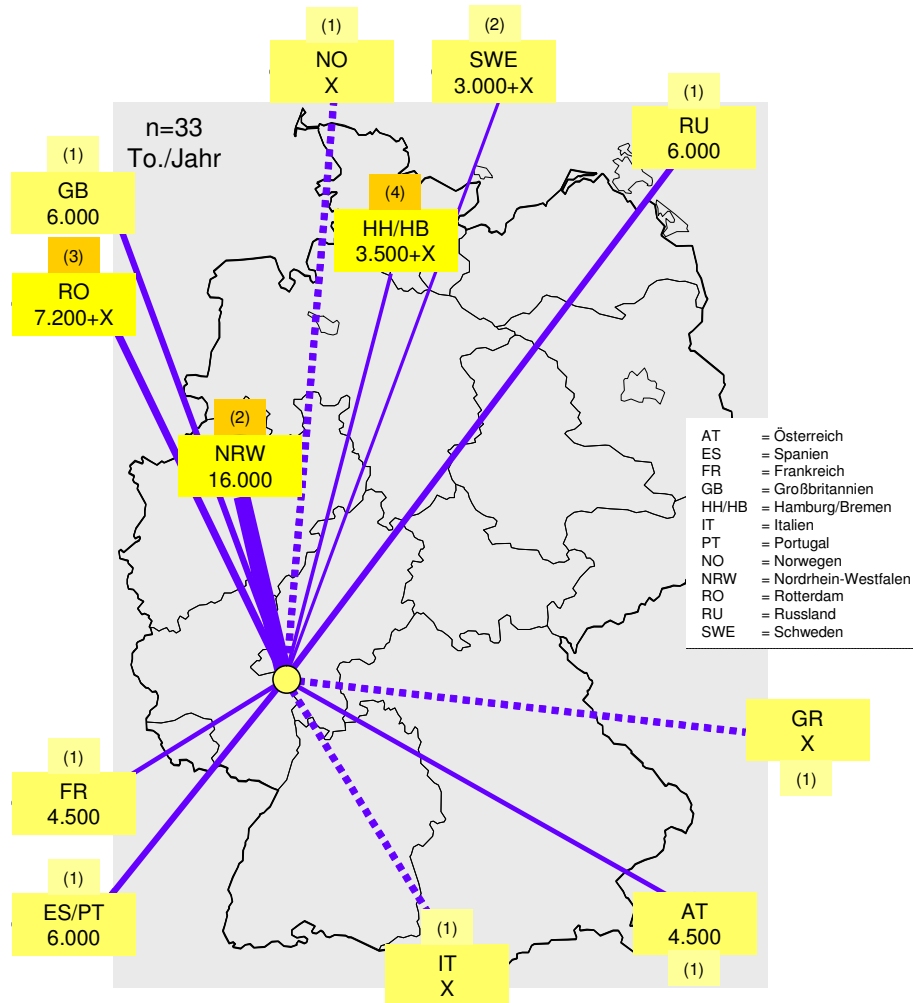 (1)
NO
X
(2)
SWE
3.000+X
(1)
RU
6.000
n=33
To./Jahr
(1)
GB
6.000
(4)
HH/HB
3.500+X
(3)
RO
7.200+X
(2)
NRW
16.000
AT = Österreich
ES = Spanien
FR = Frankreich
GB = Großbritannien
HH/HB = Hamburg/Bremen
IT = Italien
PT = Portugal
NO = Norwegen
NRW = Nordrhein-Westfalen
RO = Rotterdam
RU = Russland
SWE = Schweden
GR
X
(1)
(1)
FR
4.500
(1)
ES/PT
6.000
(1)
IT
X
AT
4.500
(1)